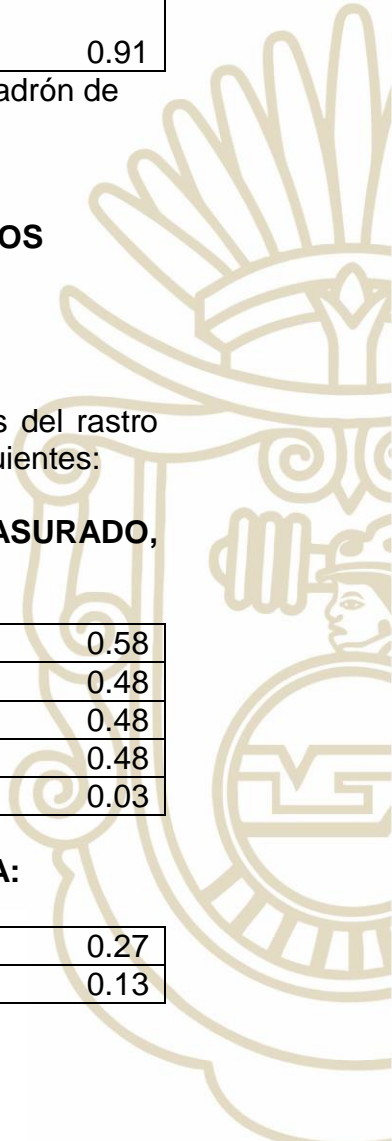 0.91
adrón de
OS
s del rastro
uientes:
ASURADO,
0.58
0.48
0.48
0.48
0.03
A:
0.27
0.13